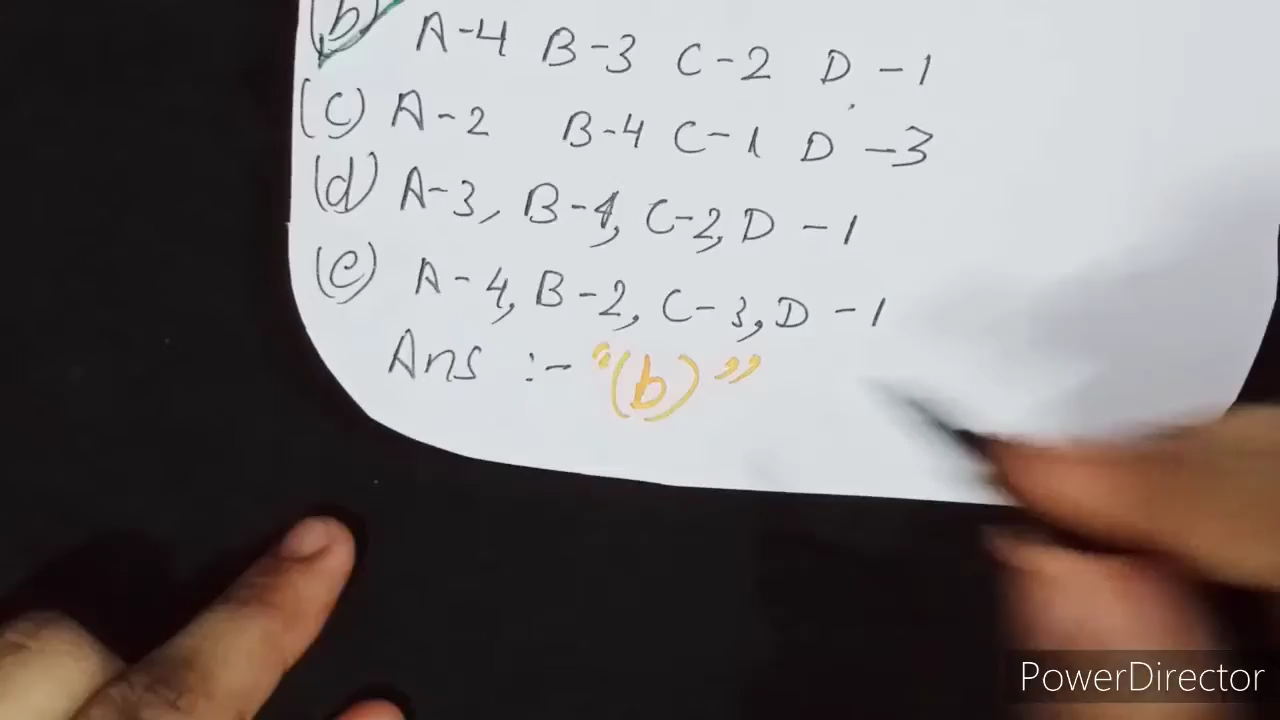 (b) A-4 B-3 C-2 D -1
(c) A-2 B-4 C-1 D -3
(d) A-3, B-4, C-2, D -1
(e) A-4, B-2, C-3, D -1
Ans :- "(b)"
PowerDirector